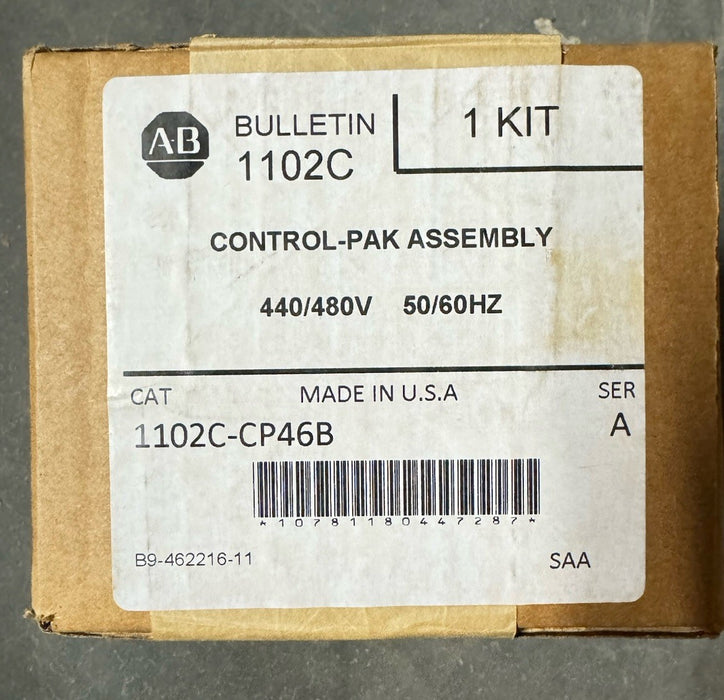 AB
BULLETIN
1102C
1 KIT
CONTROL-PAK ASSEMBLY
440/480V 50/60HZ
CAT MADE IN U.S.A SER
1102C-CP46B A
*10781180447287*
B9-462216-11 SAA